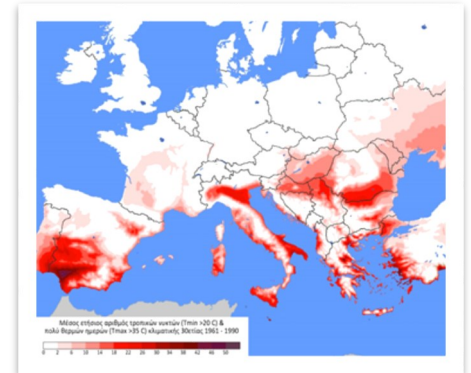 Μέσος ετήσιος αριθμός τροπικών νυκτών (Tmin >20 C) &
πολύ θερμών ημερών (Tmax >35 C) κλιματικής 30ετίας 1961 - 1990
0 2 6 10 14 18 22 26 30 34 38 42 46 50